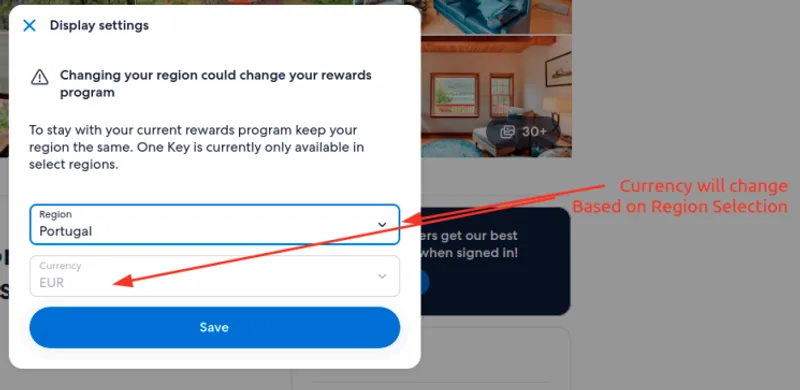 Display settings
Changing your region could change your rewards
program
To stay with your current rewards program keep your
region the same. One Key is currently only available in
select regions.
30+
Currency will change
Based on Region Selection
Region
Portugal
ers get our best
when signed in!
Currency
EUR
Save